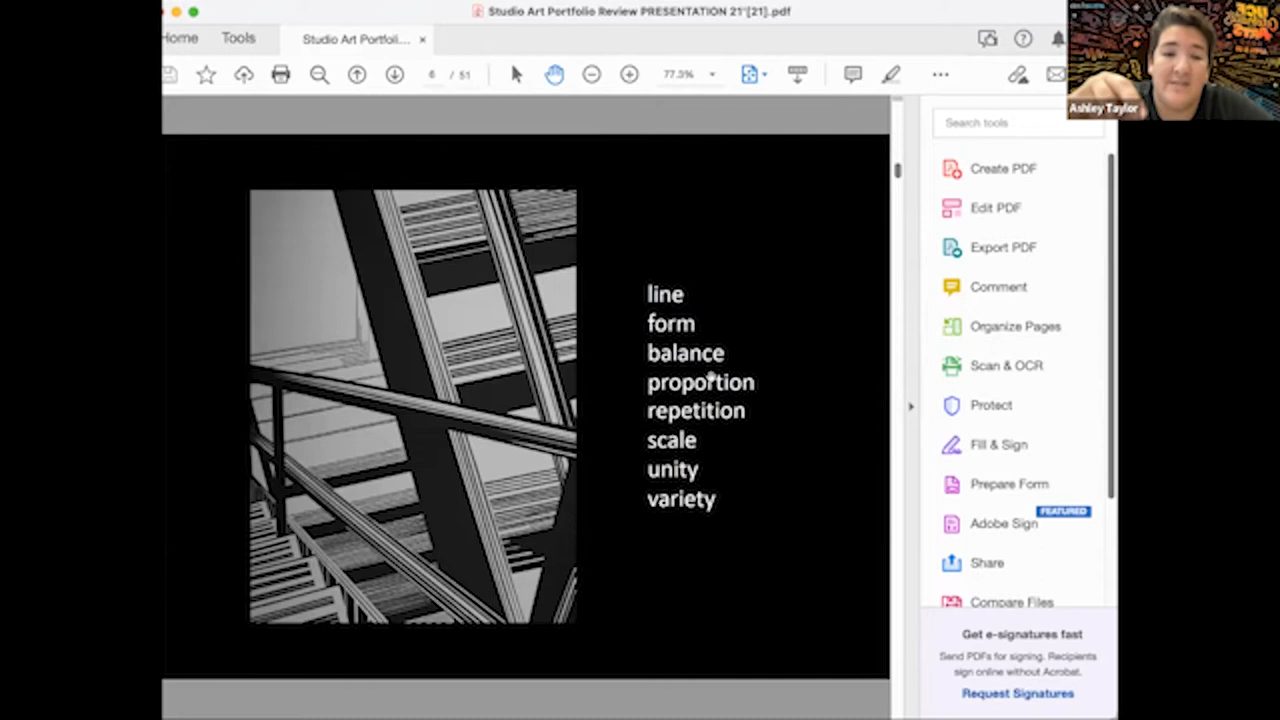 Studio Art Portfolio Review PRESENTATION 21'[21].pdf
Home Tools Studio Art Portfoli... ×
6 / 51 77.3%
Ashley Taylor
Search tools
line
form
balance
proportion
repetition
scale
unity
variety
Create PDF
Edit PDF
Export PDF
Comment
Organize Pages
Scan & OCR
Protect
Fill & Sign
Prepare Form
FEATURED
Adobe Sign
Share
Compare Files
Get e-signatures fast
Send PDFs for signing. Recipients
sign online without Acrobat.
Request Signatures